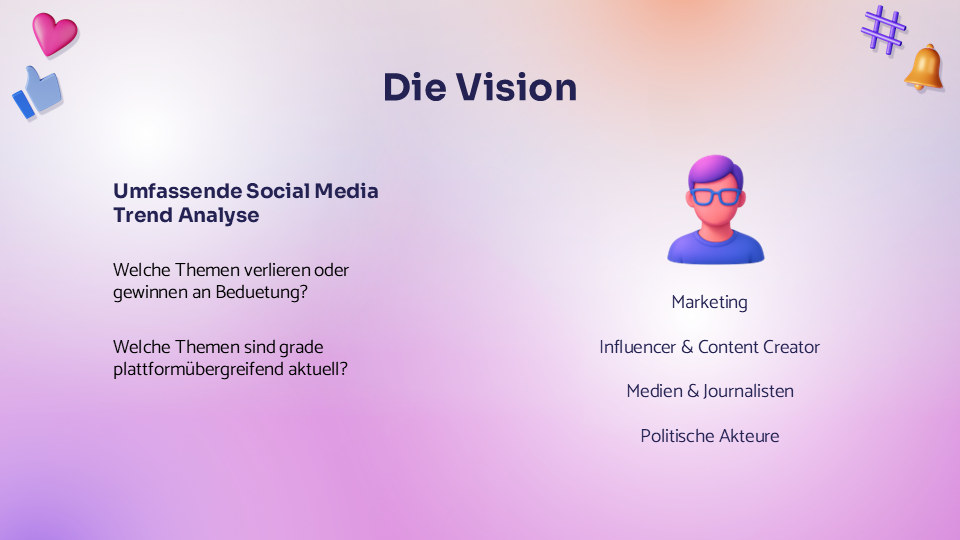 Die Vision
Umfassende Social Media
Trend Analyse
Welche Themen verlieren oder
gewinnen an Beduetung?
Welche Themen sind grade
plattformübergreifend aktuell?
Marketing
Influencer & Content Creator
Medien & Journalisten
Politische Akteure